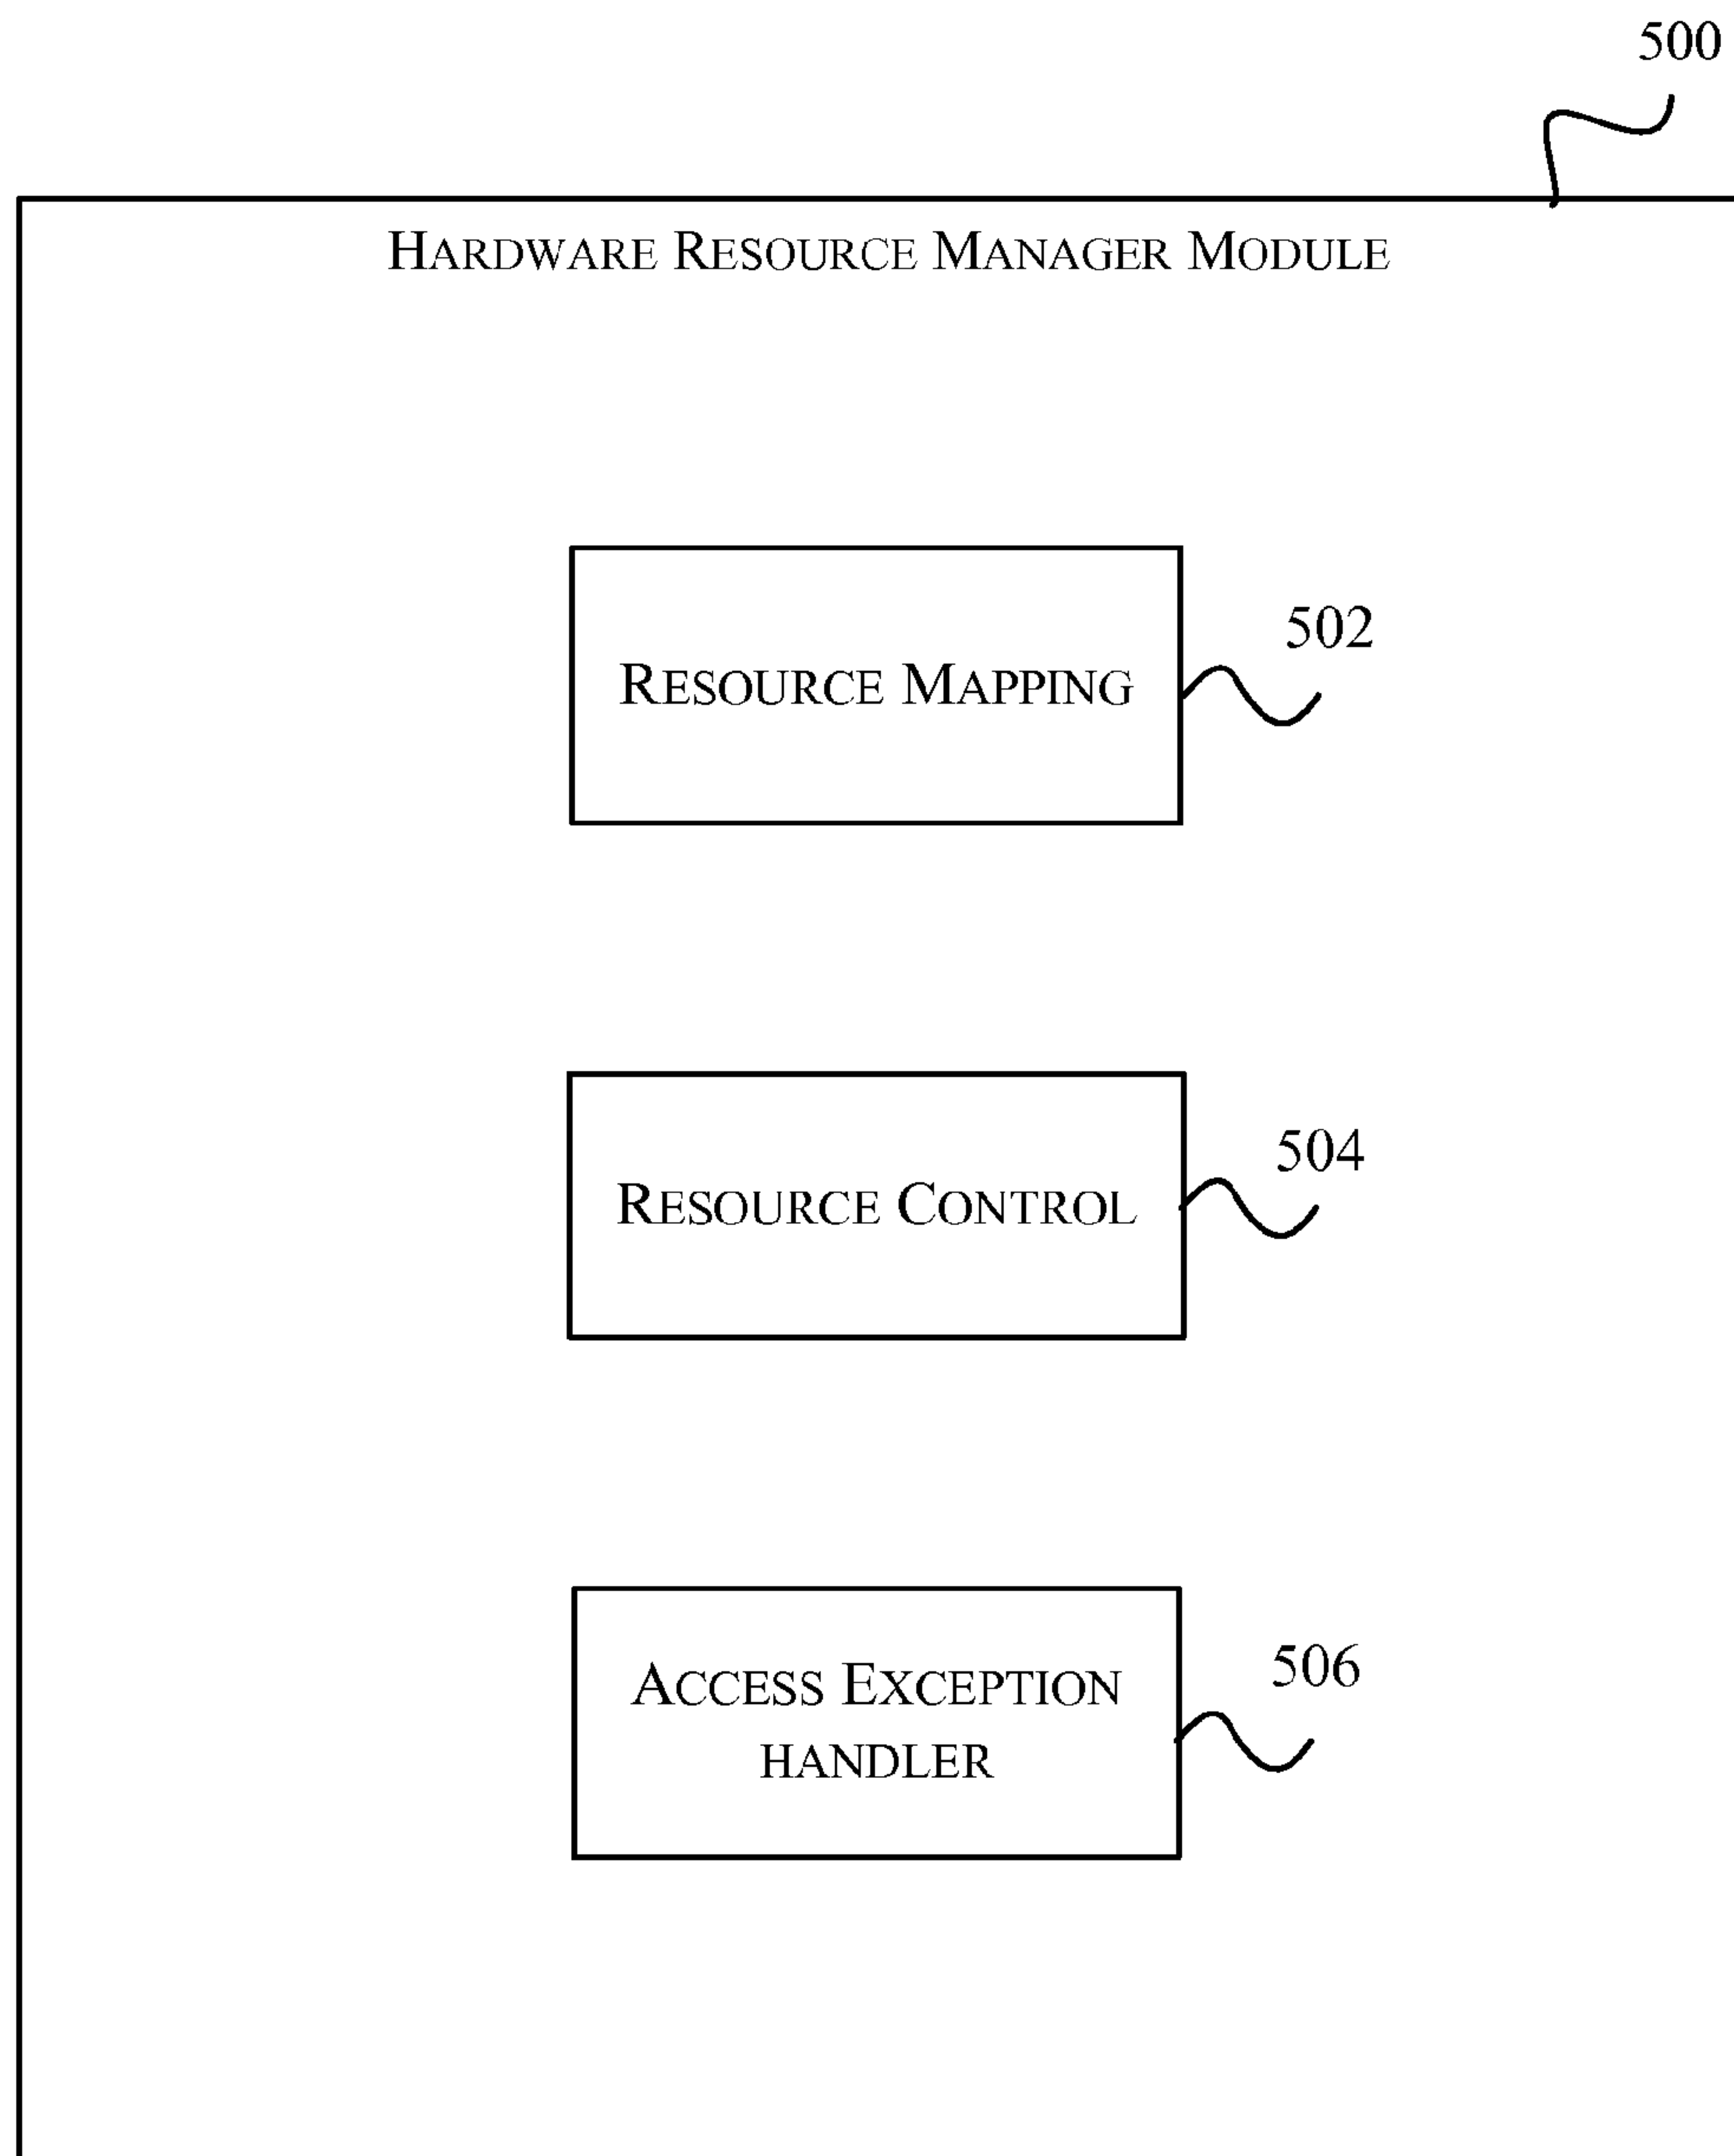 500
HARDWARE RESOURCE MANAGER MODULE
502
RESOURCE MAPPING
504
RESOURCE CONTROL
506
ACCESS EXCEPTION
HANDLER